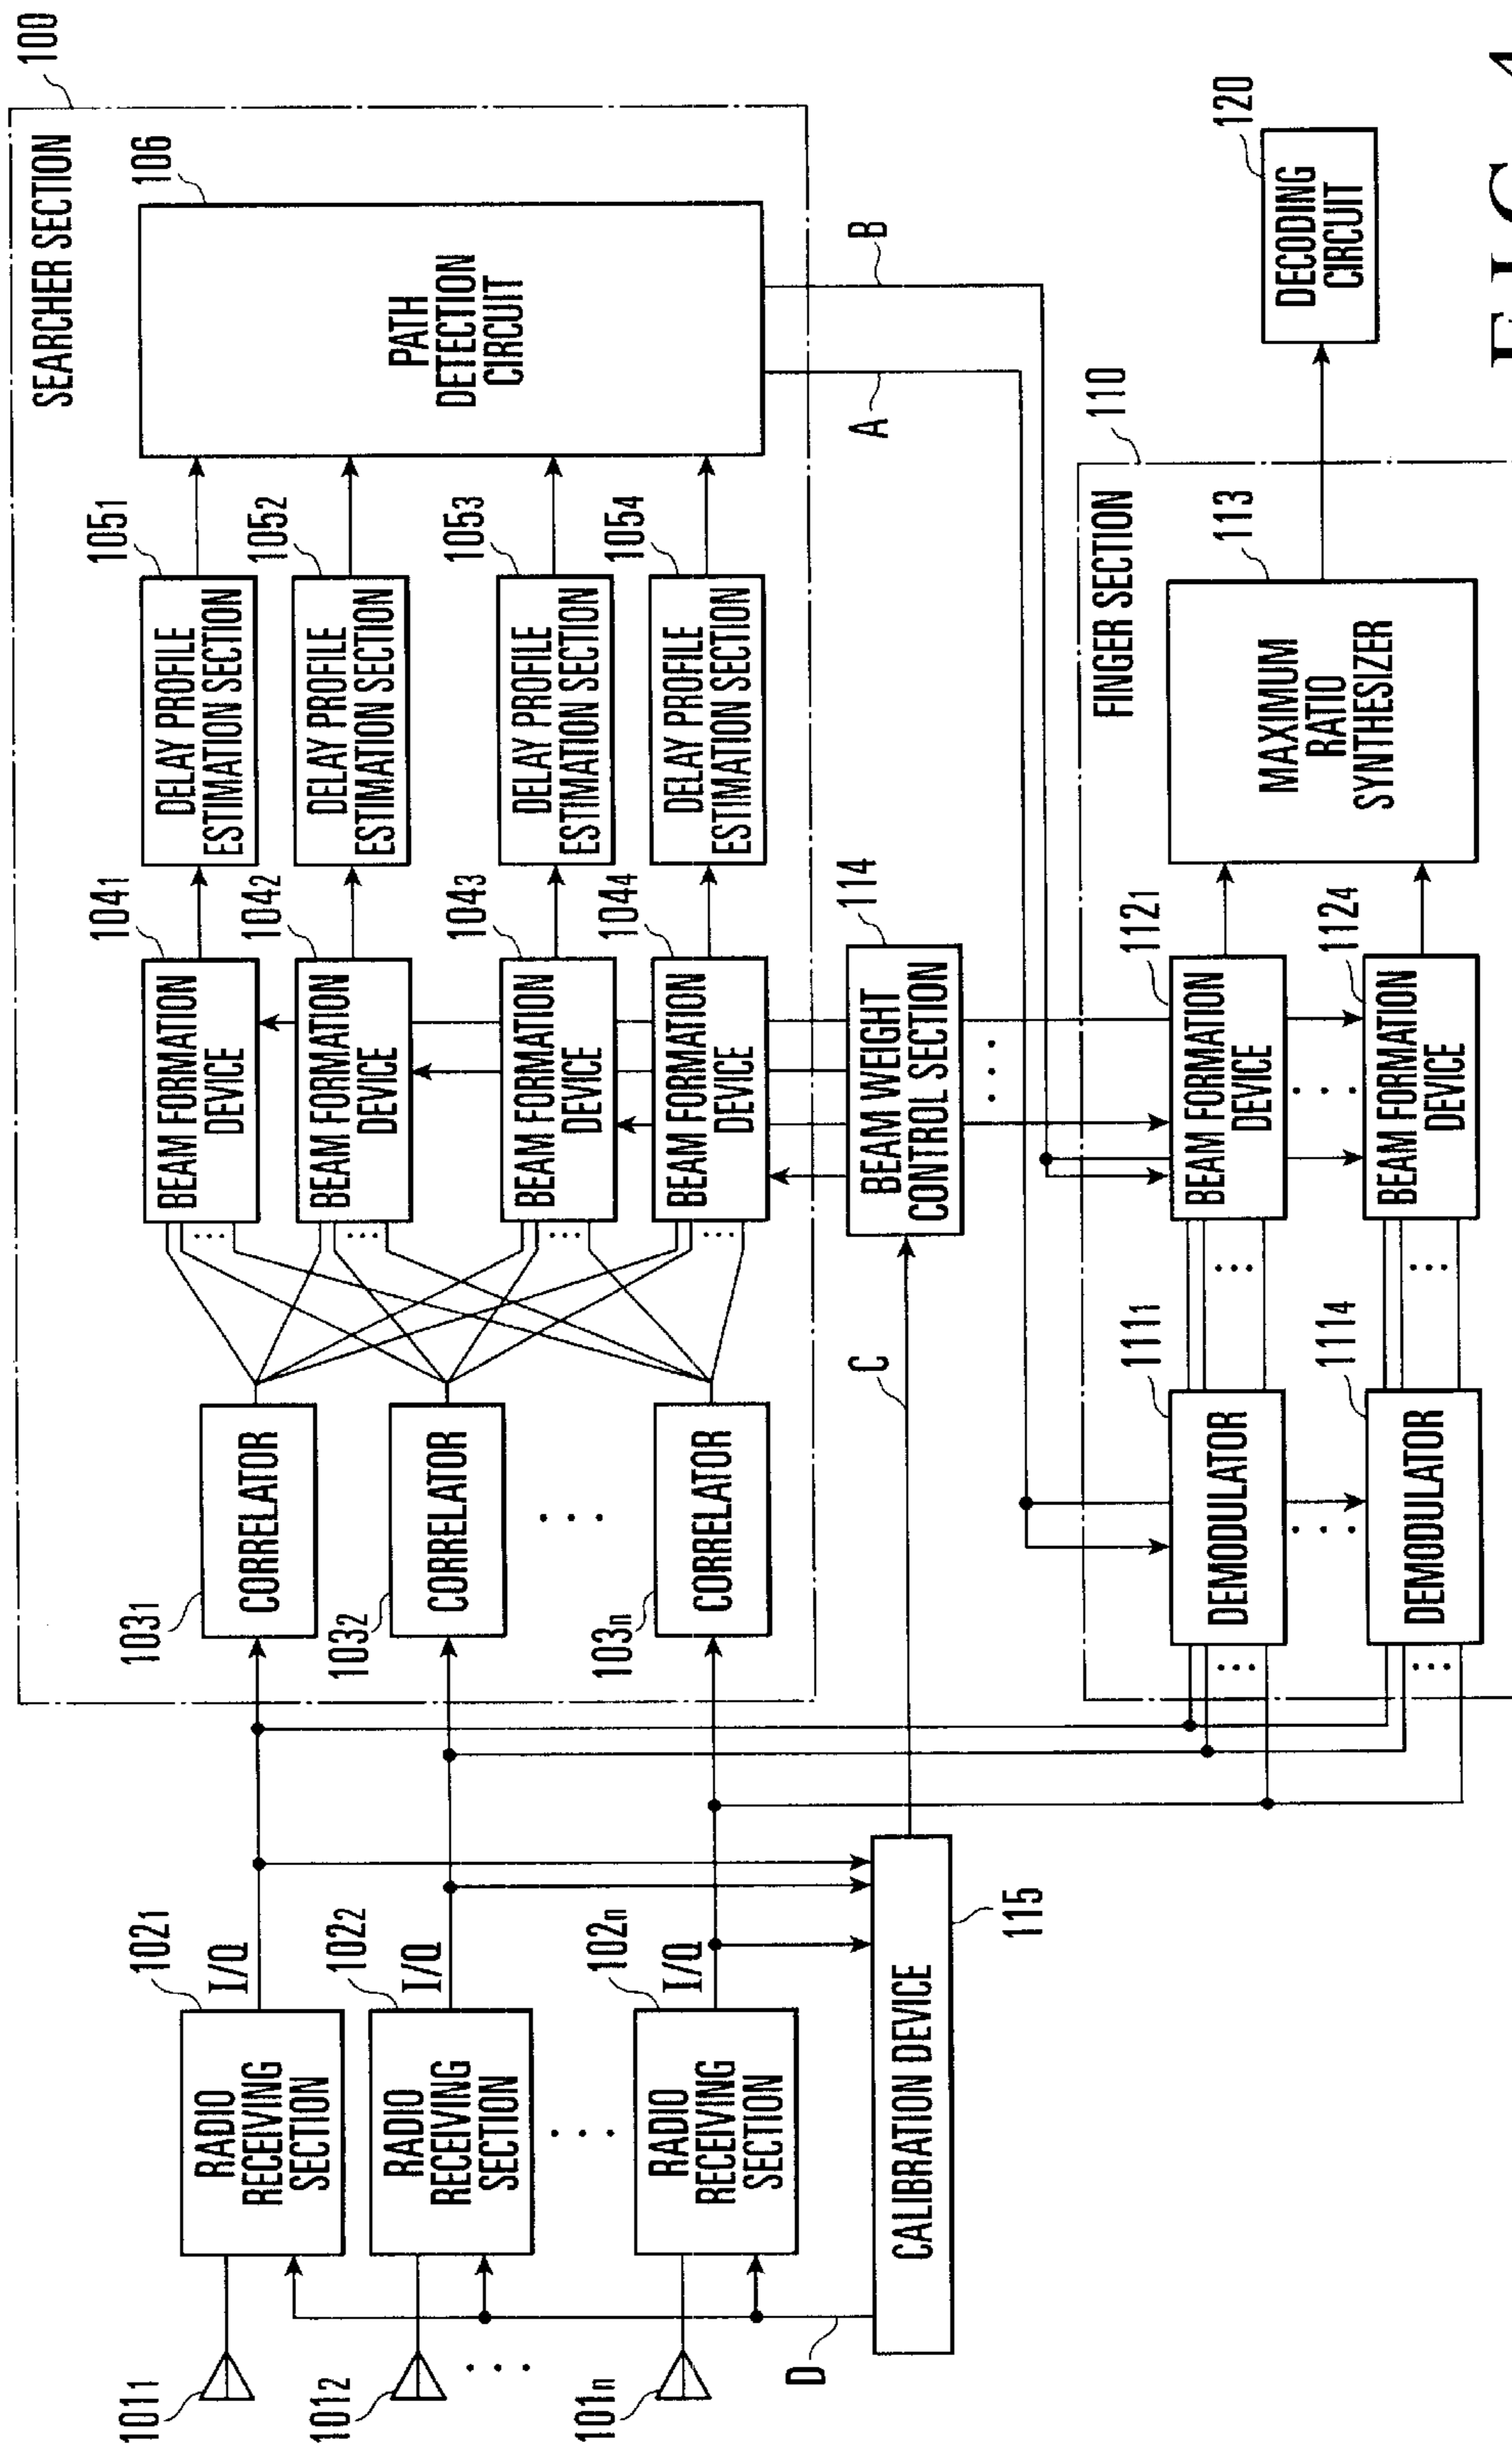 100
SEARCHER SECTION
106
PATH
DETECTION
CIRCUIT
B
A
120
DECODING
CIRCUIT
1051
DELAY PROFILE
ESTIMATION SECTION
1052
DELAY PROFILE
ESTIMATION SECTION
1053
DELAY PROFILE
ESTIMATION SECTION
1054
DELAY PROFILE
ESTIMATION SECTION
110
FINGER SECTION
113
MAXIMUM
RATIO
SYNTHESIZER
1041
BEAM FORMATION
DEVICE
1042
BEAM FORMATION
DEVICE
1043
BEAM FORMATION
DEVICE
1044
BEAM FORMATION
DEVICE
114
BEAM WEIGHT
CONTROL SECTION
1121
BEAM FORMATION
DEVICE
1124
BEAM FORMATION
DEVICE
1031
CORRELATOR
1032
CORRELATOR
103n
CORRELATOR
C
1111
DEMODULATOR
1114
DEMODULATOR
1021
I/Q
RADIO
RECEIVING
SECTION
1022
I/Q
RADIO
RECEIVING
SECTION
102n
I/Q
RADIO
RECEIVING
SECTION
115
CALIBRATION DEVICE
1011
1012
101n
D